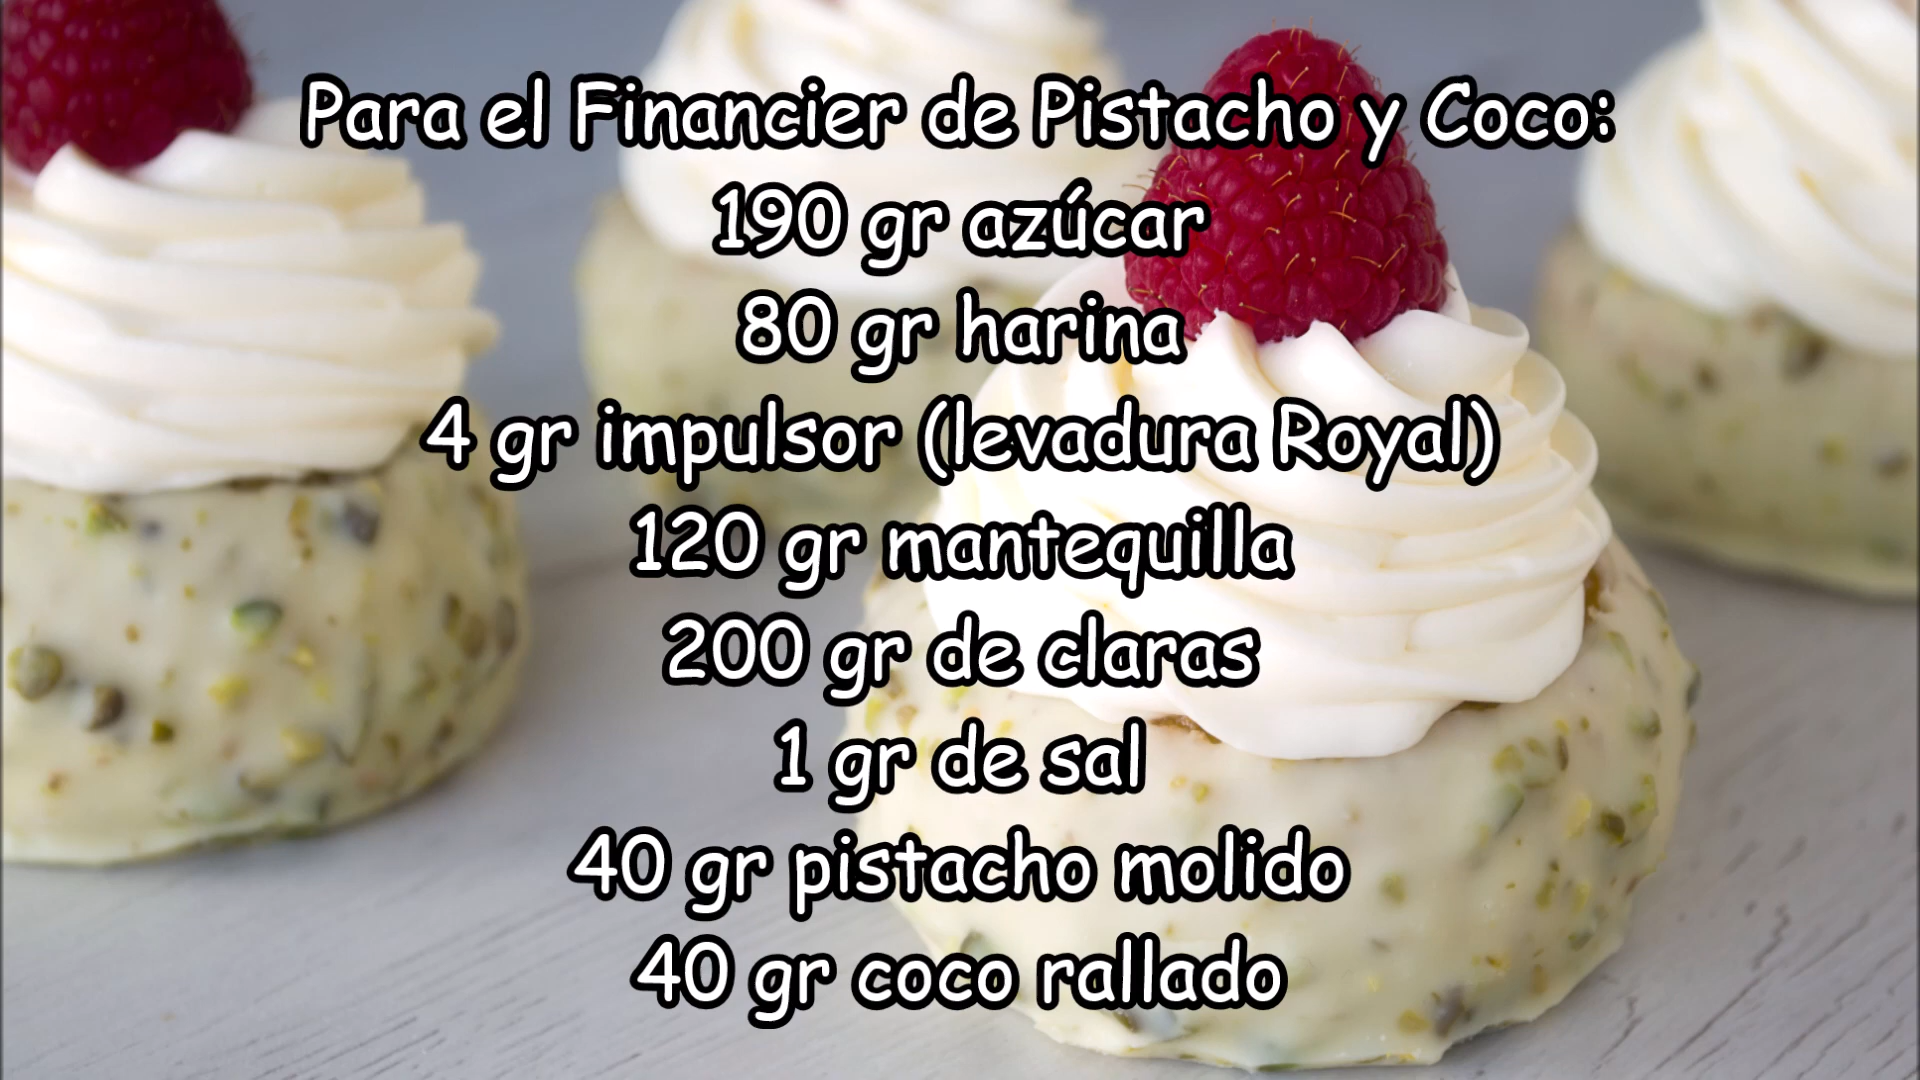 Para el Financier de Pistacho y Coco:
190 gr azúcar
80 gr harina
4 gr impulsor (levadura Royal)
120 gr mantequilla
200 gr de claras
1 gr de sal
40 gr pistacho molido
40 gr coco rallado